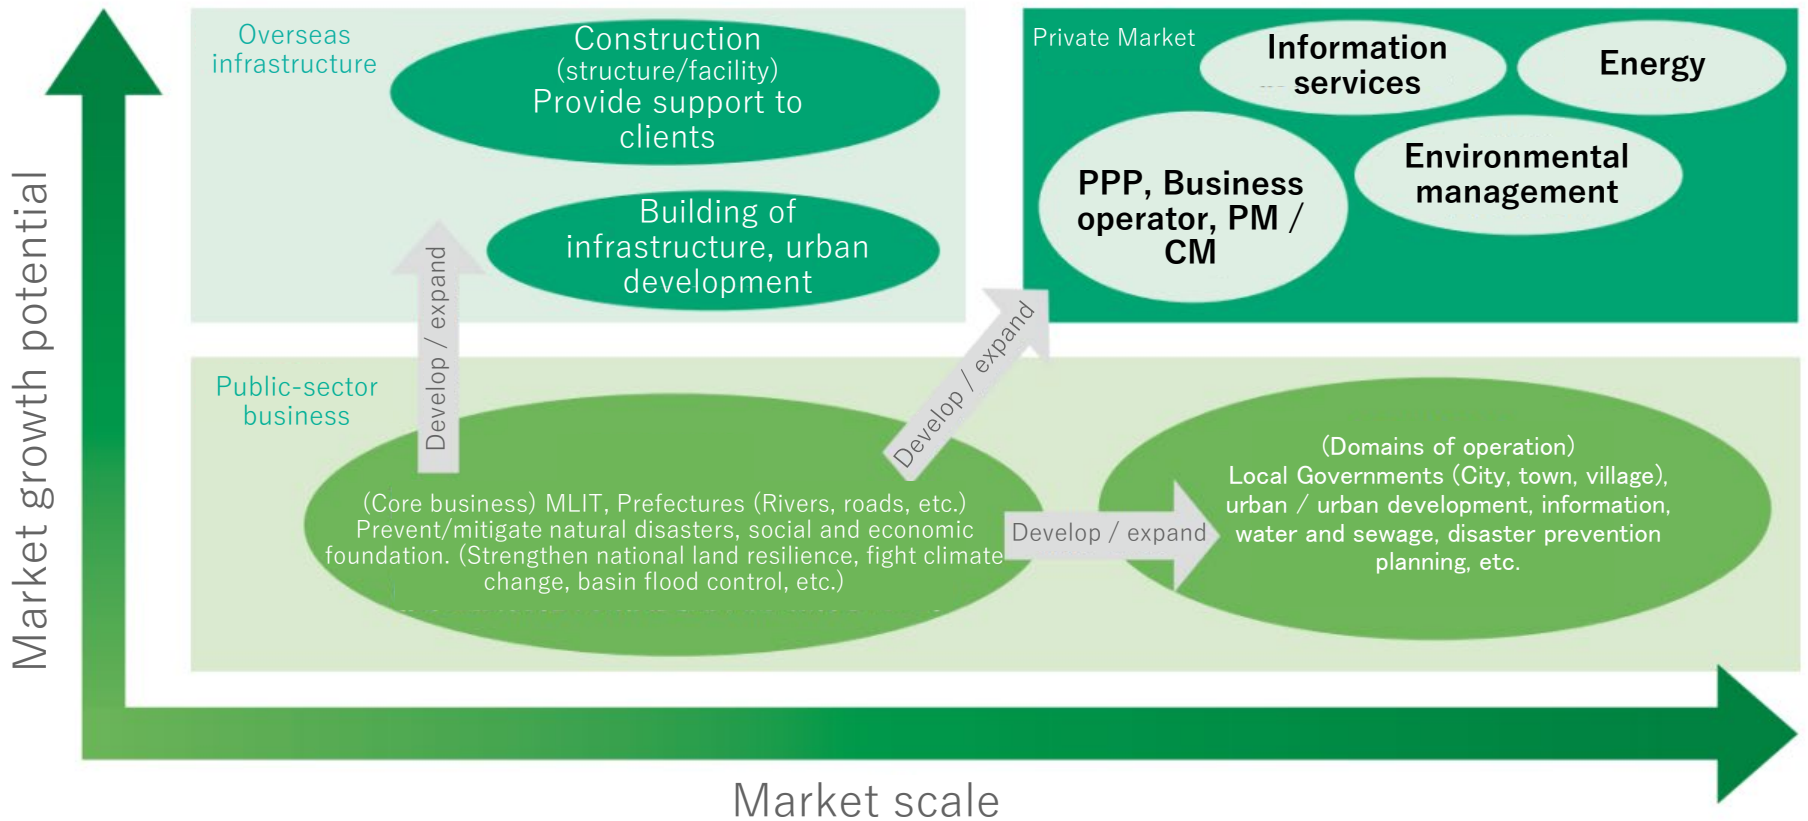 Overseas
infrastructure
Construction
(structure/facility)
Provide support to
clients
Building of
infrastructure, urban
development
Private Market
Information
services
Energy
PPP, Business
operator, PM /
CM
Environmental
management
Develop / expand
Develop / expand
Public-sector
business
(Core business) MLIT, Prefectures (Rivers, roads, etc.)
Prevent/mitigate natural disasters, social and economic
foundation. (Strengthen national land resilience, fight climate
change, basin flood control, etc.)
Develop / expand
(Domains of operation)
Local Governments (City, town, village),
urban / urban development, information,
water and sewage, disaster prevention
planning, etc.
Market growth potential
Market scale